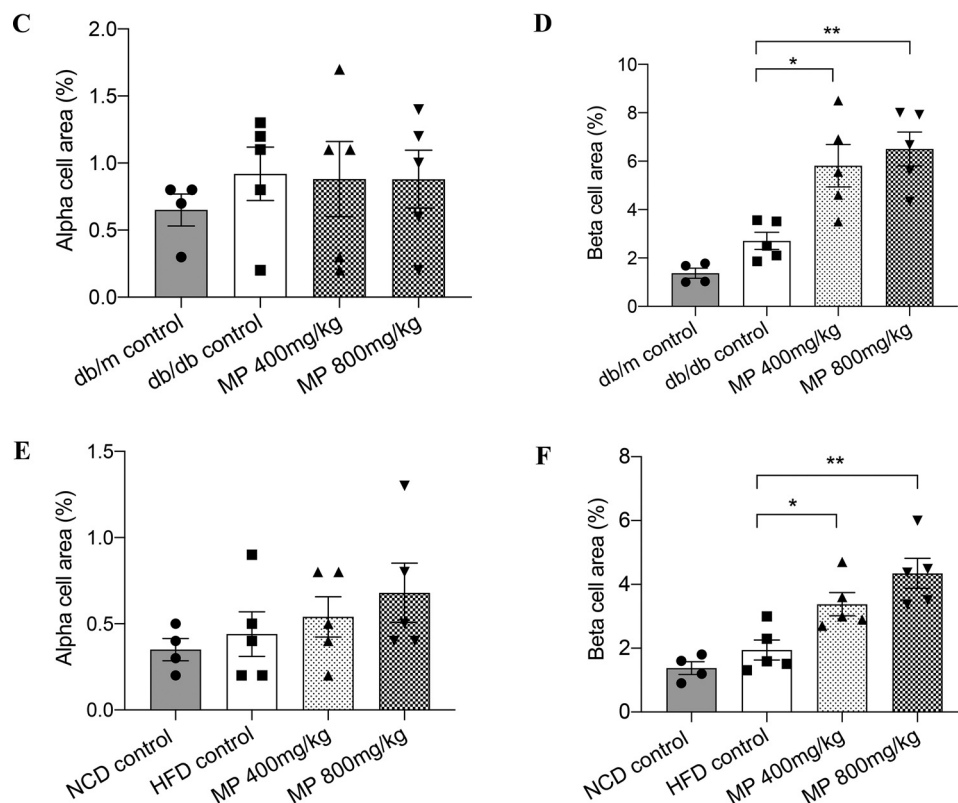 C
Alpha cell area (%)
2.0
1.5
1.0
0.5
0.0
db/m control
db/db control
MP 400mg/kg
MP 800mg/kg
D
Beta cell area (%)
**
*
10
8
6
4
2
0
db/m control
db/db control
MP 400mg/kg
MP 800mg/kg
E
Alpha cell area (%)
1.5
1.0
0.5
0.0
NCD control
HFD control
MP 400mg/kg
MP 800mg/kg
F
Beta cell area (%)
**
*
8
6
4
2
0
NCD control
HFD control
MP 400mg/kg
MP 800mg/kg